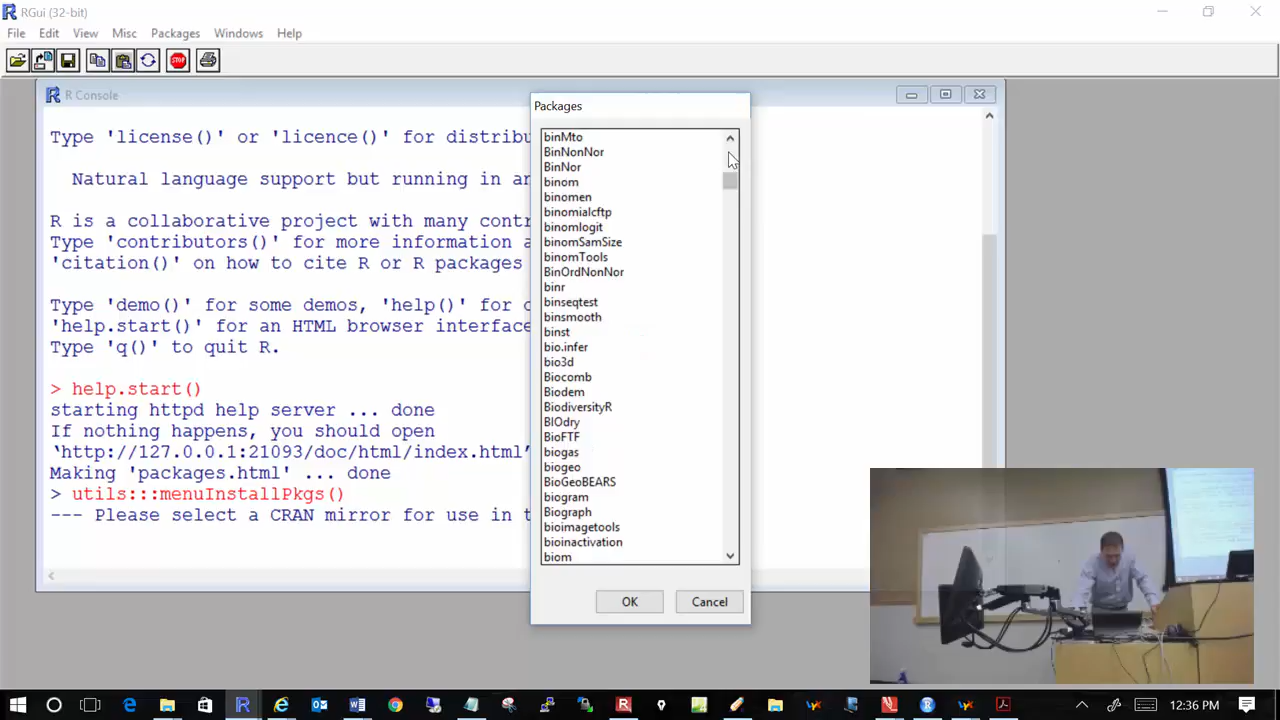 RGui (32-bit)
File Edit View Misc Packages Windows Help
STOP
R Console
Type 'license()' or 'licence()' for distrib
Natural language support but running in an
R is a collaborative project with many contr
Type 'contributors()' for more information a
'citation()' on how to cite R or R packages
Type 'demo()' for some demos, 'help()' for o
'help.start()' for an HTML browser interface
Type 'q()' to quit R.
> help.start()
starting httpd help server ... done
If nothing happens, you should open
‘http://127.0.0.1:21093/doc/html/index.html’
Making 'packages.html' ... done
> utils:::menuInstallPkgs()
--- Please select a CRAN mirror for use in t
Packages
binMto
BinNonNor
BinNor
binom
binomen
binomialcftp
binomlogit
binomSamSize
binomTools
BinOrdNonNor
binr
binseqtest
binsmooth
binst
bio.infer
bio3d
Biocomb
Biodem
BiodiversityR
BIOdry
BioFTF
biogas
biogeo
BioGeoBEARS
biogram
Biograph
bioimagetools
bioinactivation
biom
OK Cancel
12:36 PM